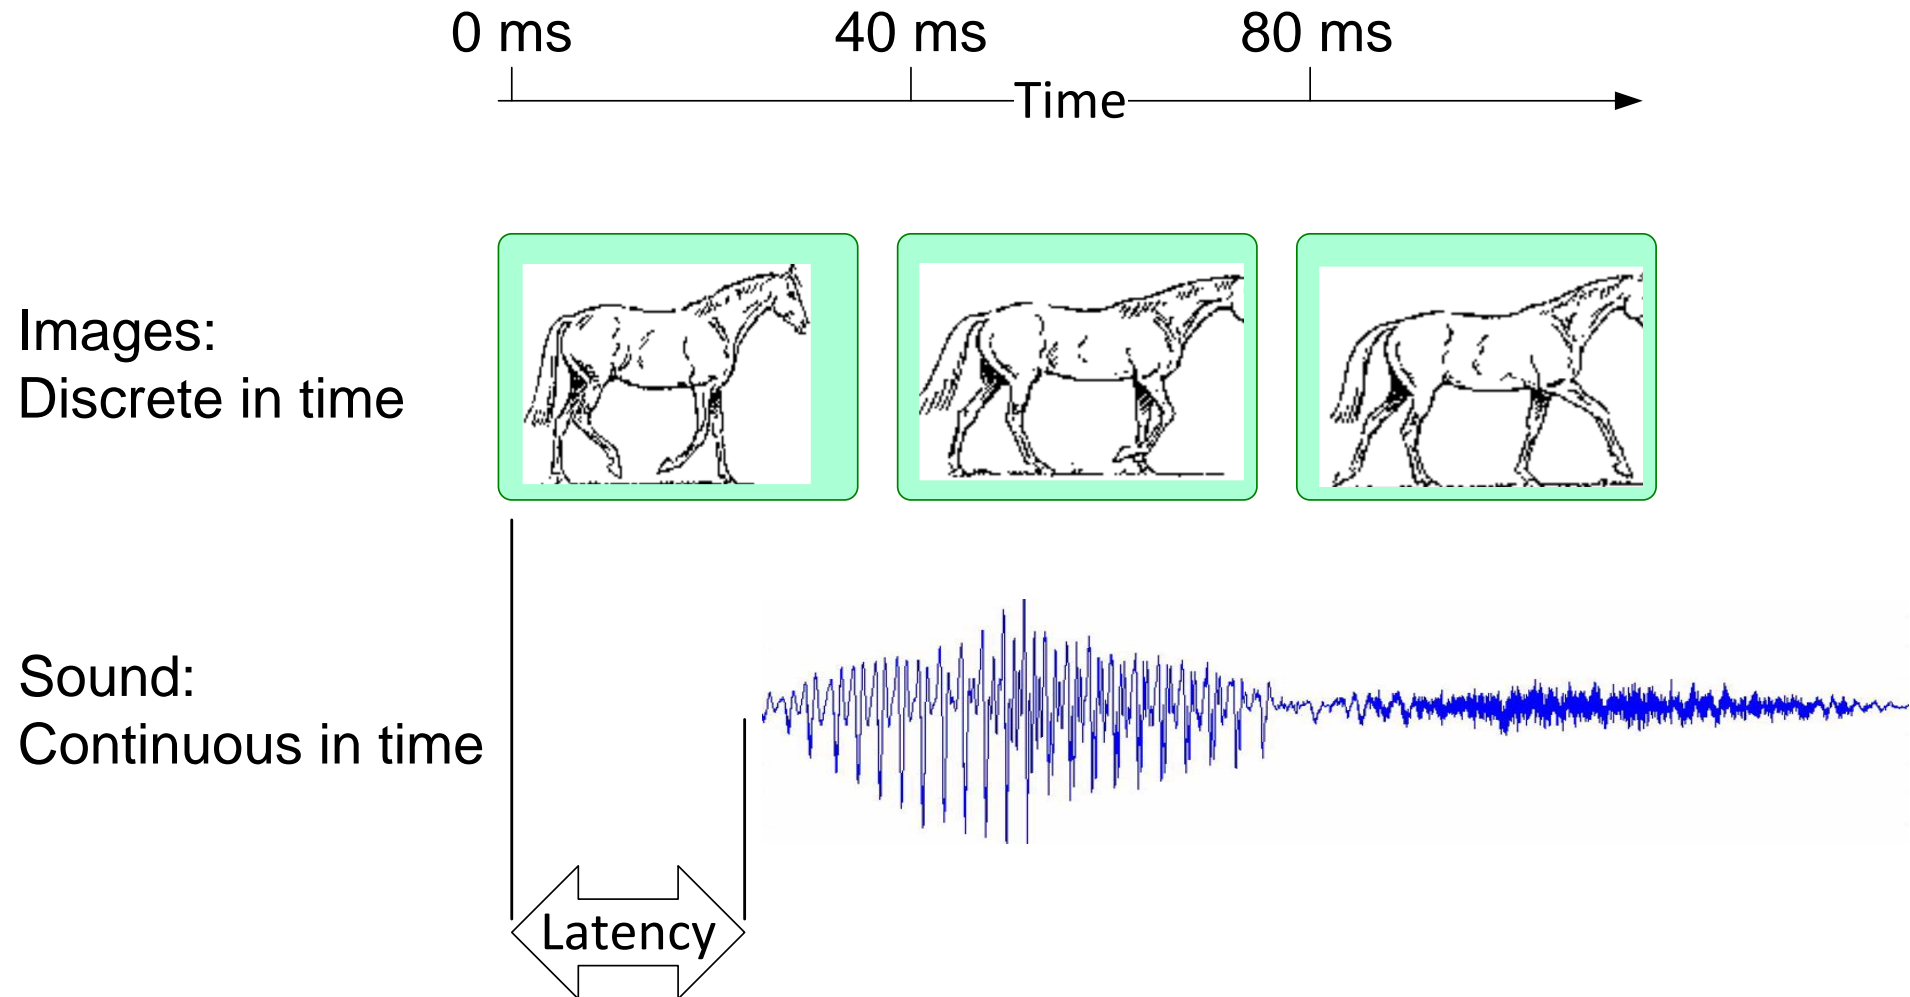 0 ms 40 ms 80 ms
Time
Images:
Discrete in time
Sound:
Continuous in time
Latency